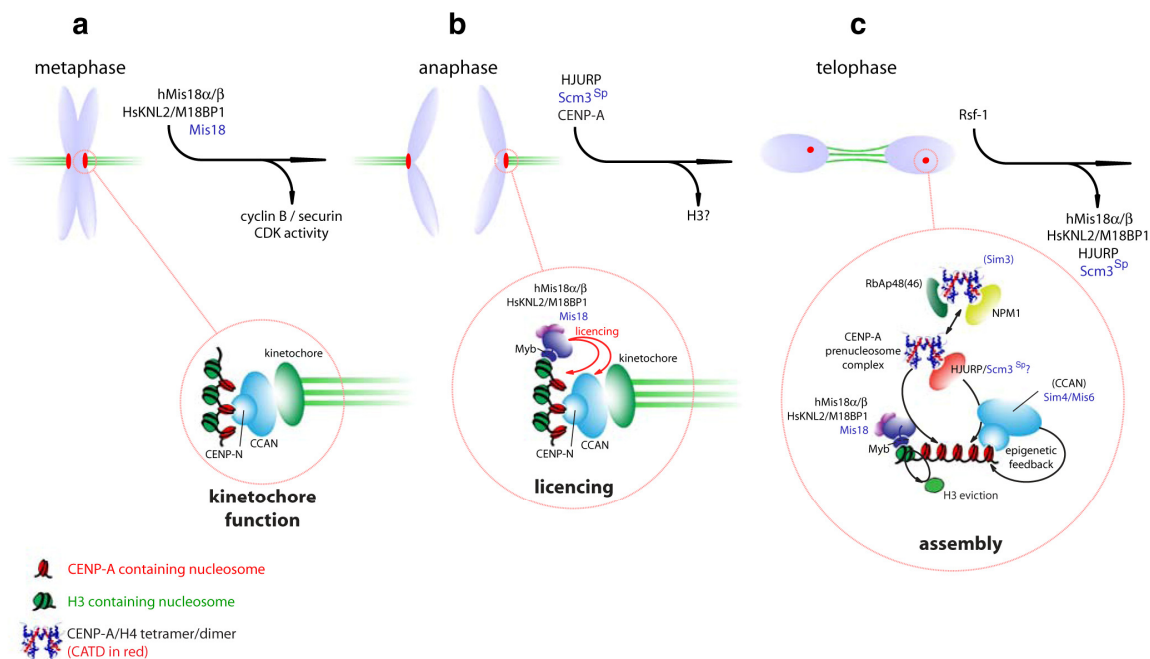 a
metaphase
hMis18α/β
HsKNL2/M18BP1
Mis18
cyclin B / securin
CDK activity
kinetochore
CENP-N
CCAN
kinetochore
function
b
anaphase
HJURP
Scm3Sp
CENP-A
H3?
hMis18α/β
HsKNL2/M18BP1
Mis18
licencing
Myb
kinetochore
CENP-N
CCAN
licencing
c
telophase
Rsf-1
hMis18α/β
HsKNL2/M18BP1
HJURP
Scm3Sp
(Sim3)
RbAp48(46)
NPM1
CENP-A
prenucleosome
complex
HJURP/Scm3 Sp?
(CCAN)
Sim4/Mis6
hMis18α/β
HsKNL2/M18BP1
Mis18
Myb
epigenetic
feedback
H3 eviction
assembly
CENP-A containing nucleosome
H3 containing nucleosome
CENP-A/H4 tetramer/dimer
(CATD in red)